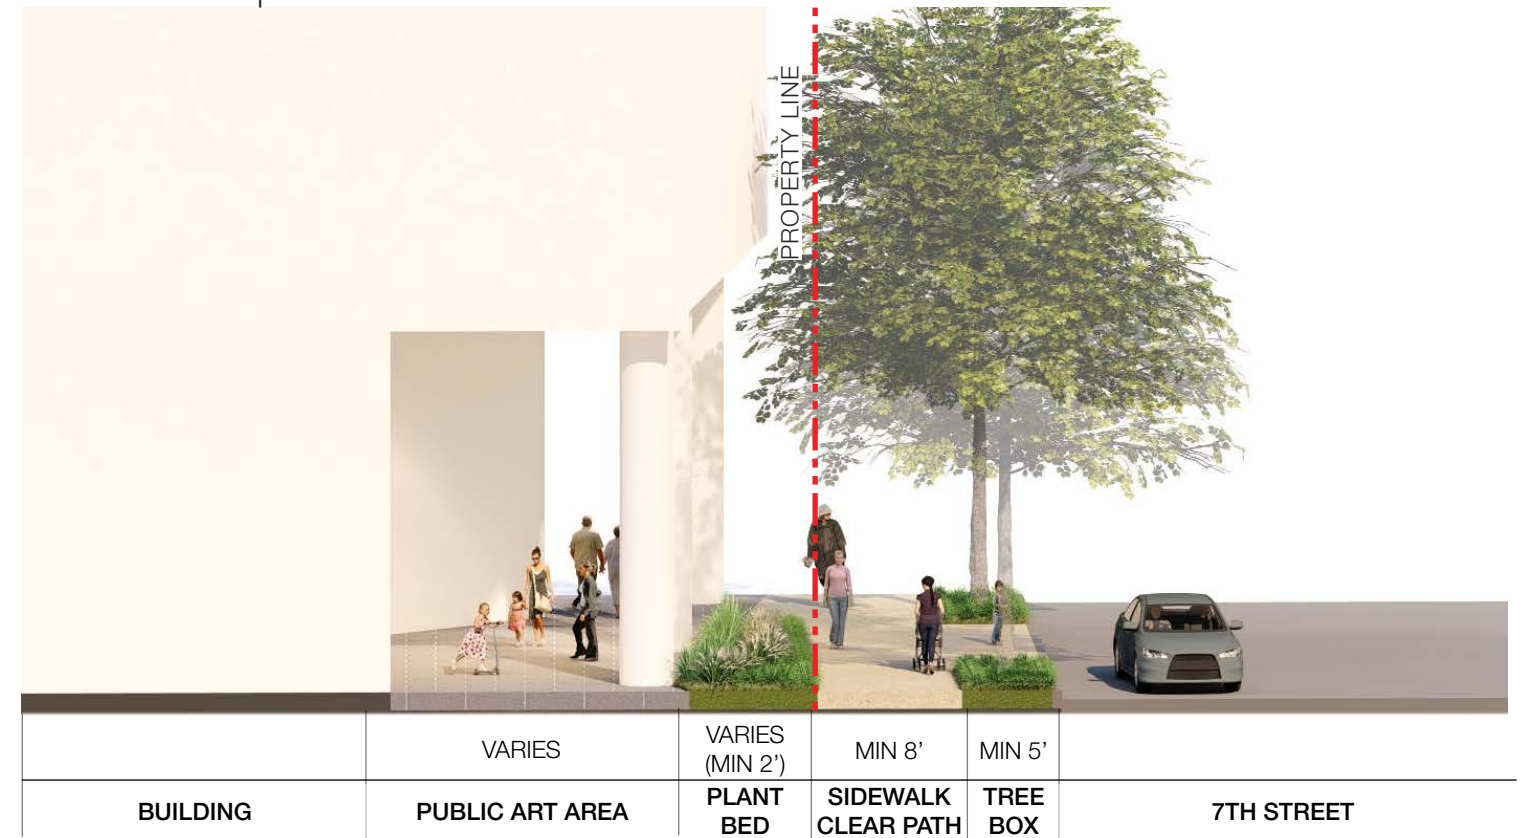 PROPERTY LINE
VARIES
VARIES
(MIN 2’)
MIN 8’
MIN 5’
BUILDING
PUBLIC ART AREA
PLANT
BED
SIDEWALK
CLEAR PATH
TREE
BOX
7TH STREET